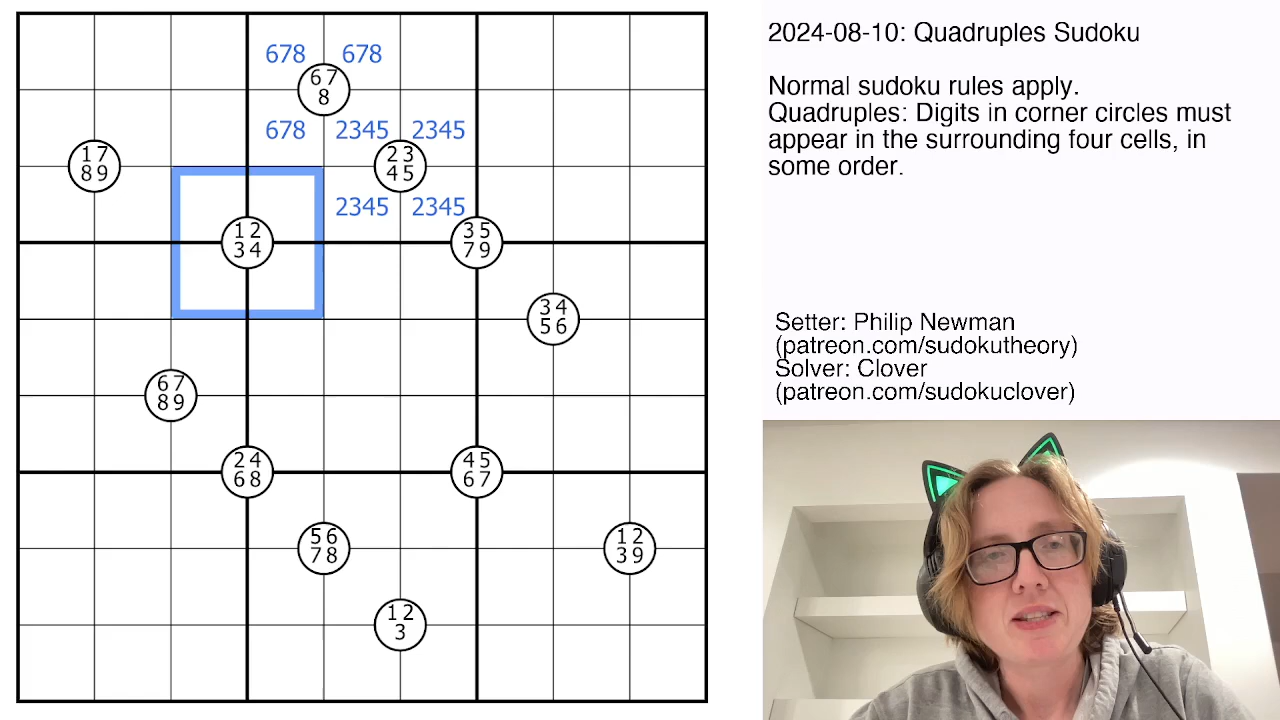 2024-08-10: Quadruples Sudoku
Normal sudoku rules apply.
Quadruples: Digits in corner circles must
appear in the surrounding four cells, in
some order.
Setter: Philip Newman
(patreon.com/sudokutheory)
Solver: Clover
(patreon.com/sudokuclover)
678 678
67
8
678 2345 2345
17
89
23
45
2345 2345
12
34
35
79
34
56
67
89
24
68
45
67
56
78
12
39
12
3